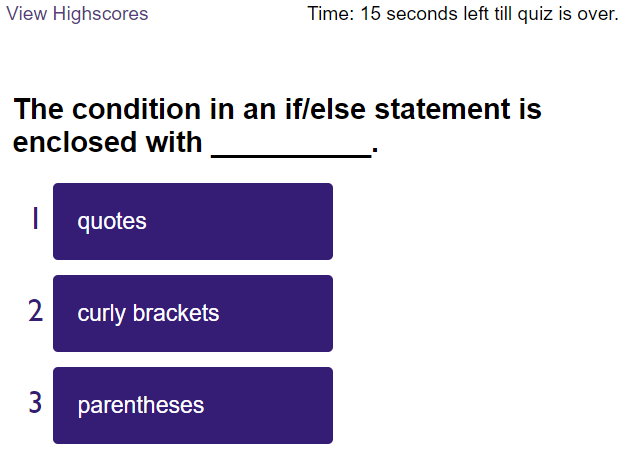 View Highscores
Time: 15 seconds left till quiz is over.
The condition in an if/else statement is
enclosed with __________.
1 quotes
2 curly brackets
3 parentheses